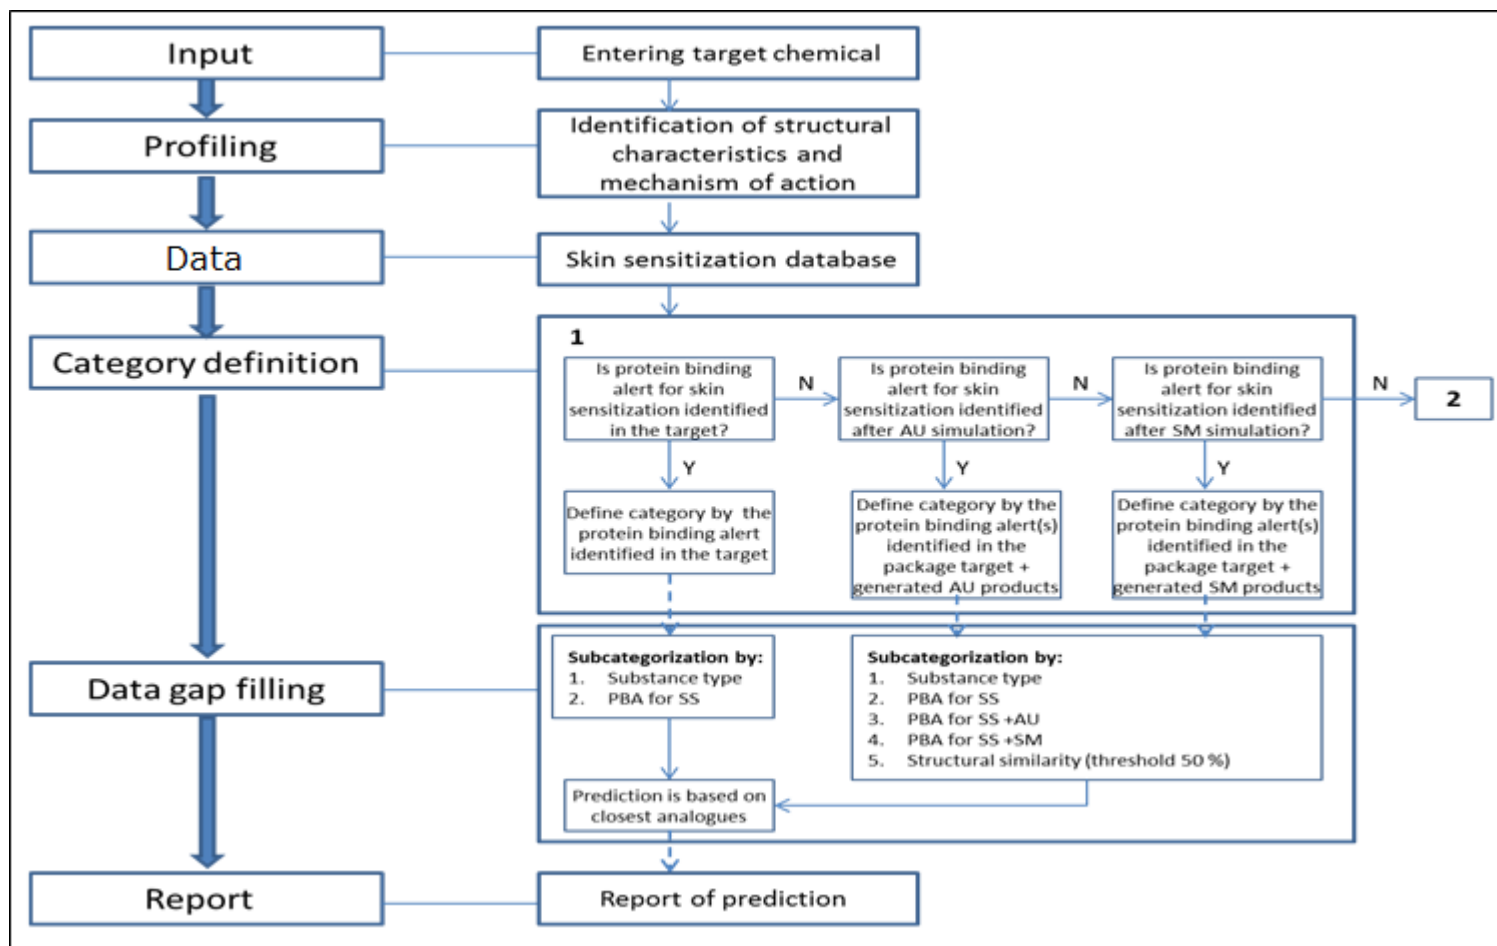 Input
Entering target chemical
Profiling
Identification of structural
characteristics and
mechanism of action
Data
Skin sensitization database
Category definition
1
Is protein binding
alert for skin
sensitization identified
in the target?
N
Is protein binding
alert for skin
sensitization identified
after AU simulation?
N
Is protein binding
alert for skin
sensitization identified
after SM simulation?
N
2
Y
Y
Y
Define category by the
protein binding alert
identified in the target
Define category by the
protein binding alert(s)
identified in the
package target +
generated AU products
Define category by the
protein binding alert(s)
identified in the
package target +
generated SM products
Data gap filling
Subcategorization by:
1. Substance type
2. PBA for SS
Subcategorization by:
1. Substance type
2. PBA for SS
3. PBA for SS +AU
4. PBA for SS +SM
5. Structural similarity (threshold 50 %)
Prediction is based on
closest analogues
Report
Report of prediction